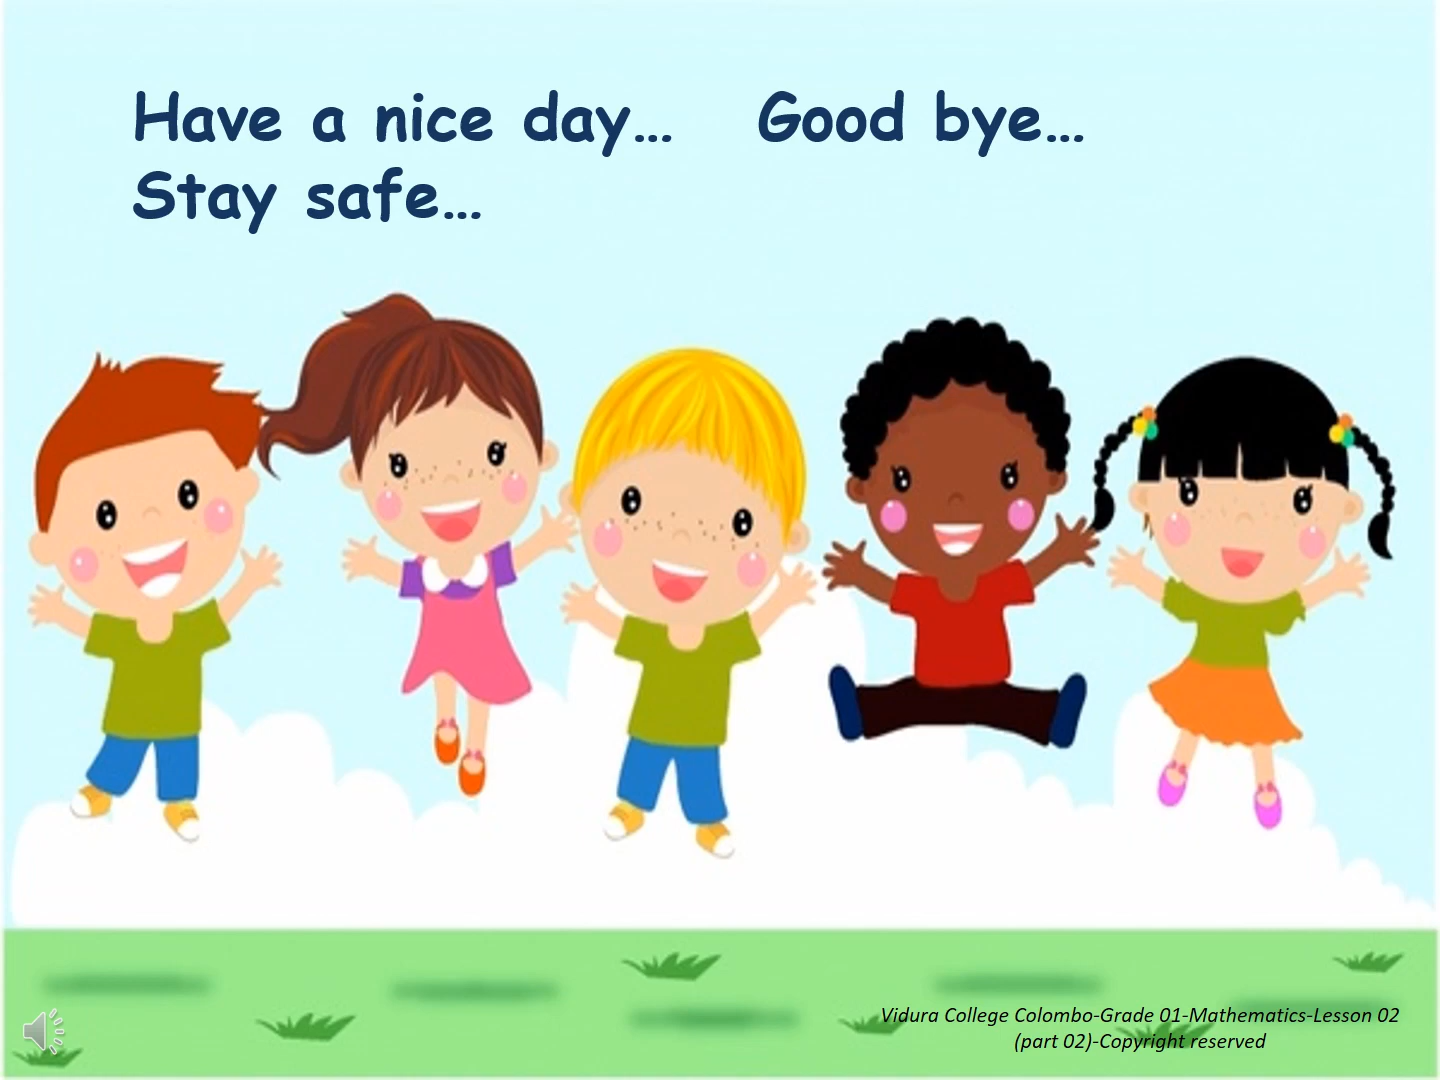 Have a nice day... Good bye...
Stay safe...
Vidura College Colombo-Grade 01-Mathematics-Lesson 02
(part 02)-Copyright reserved